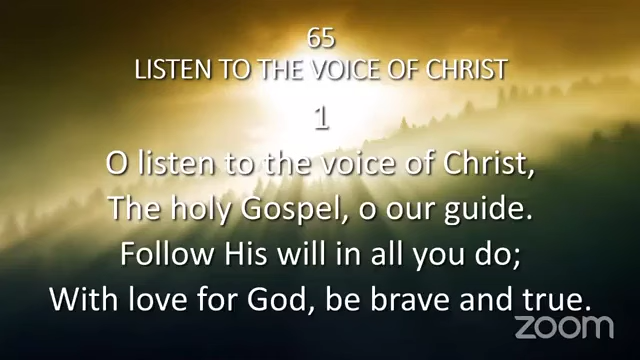 65
LISTEN TO THE VOICE OF CHRIST
1
O listen to the voice of Christ,
The holy Gospel, o our guide.
Follow His will in all you do;
With love for God, be brave and true.
zoom